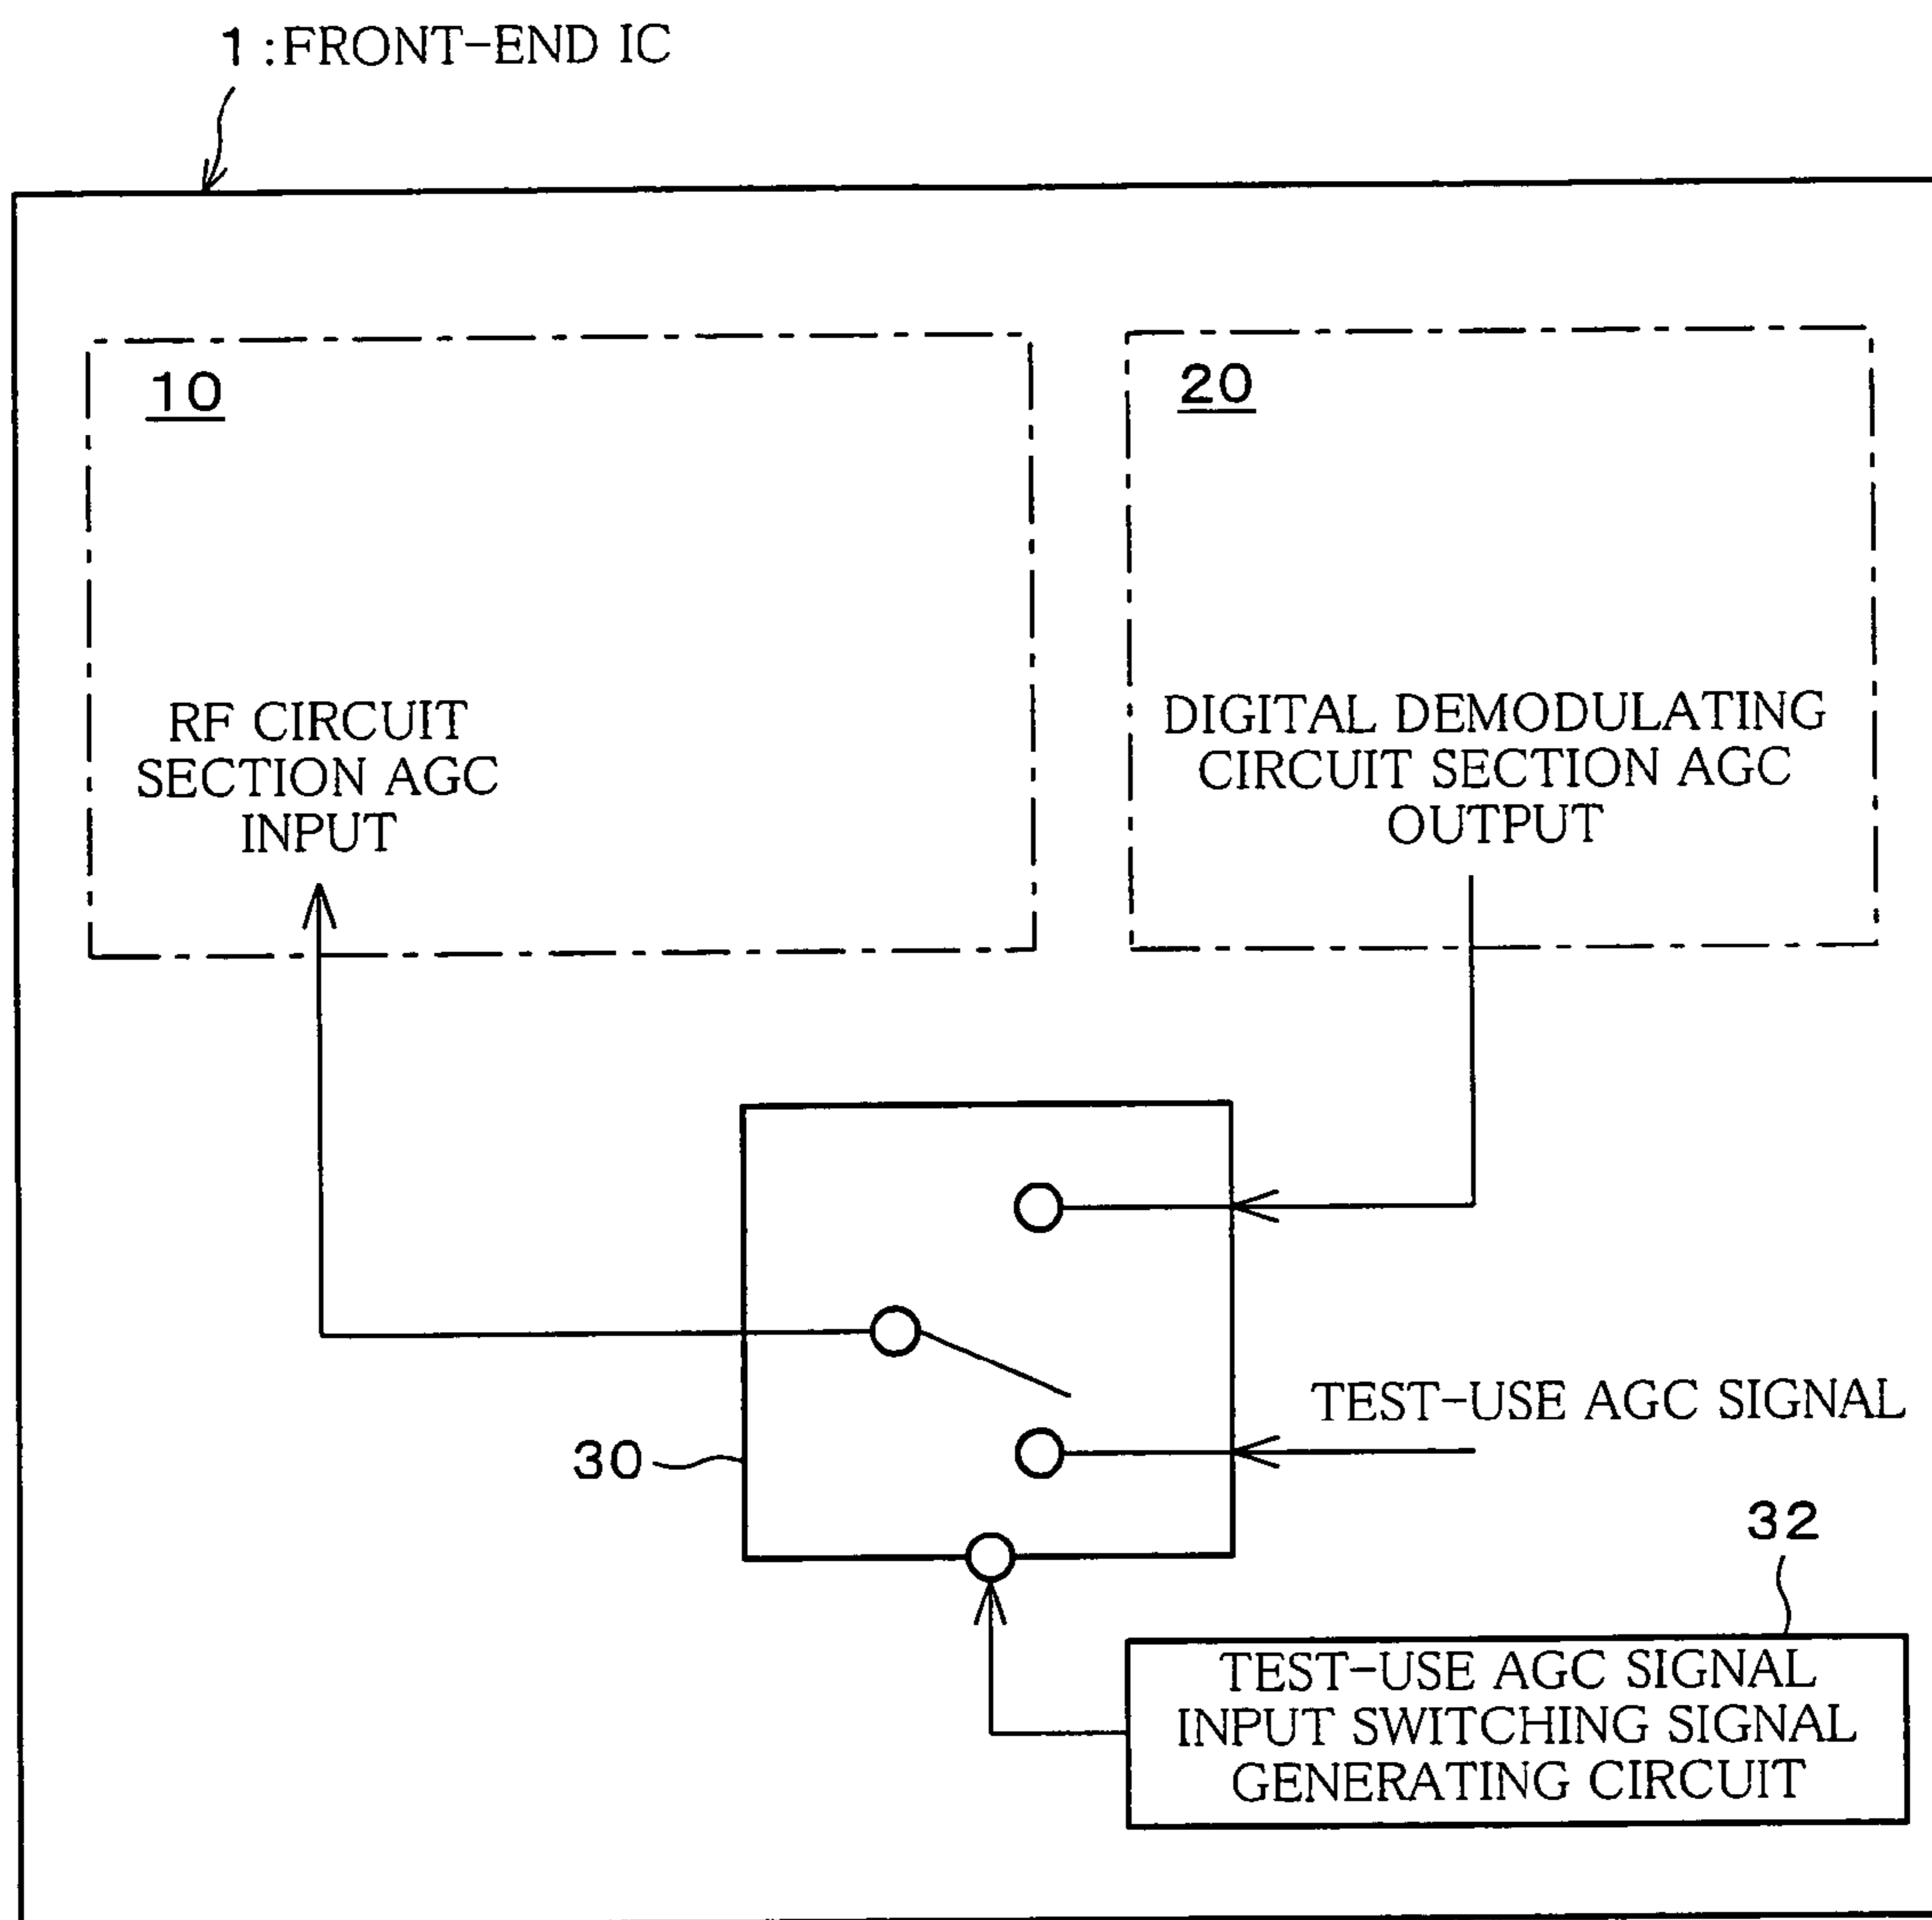 1 :FRONT-END IC
10
20
RF CIRCUIT
SECTION AGC
INPUT
DIGITAL DEMODULATING
CIRCUIT SECTION AGC
OUTPUT
TEST-USE AGC SIGNAL
30
32
TEST-USE AGC SIGNAL
INPUT SWITCHING SIGNAL
GENERATING CIRCUIT